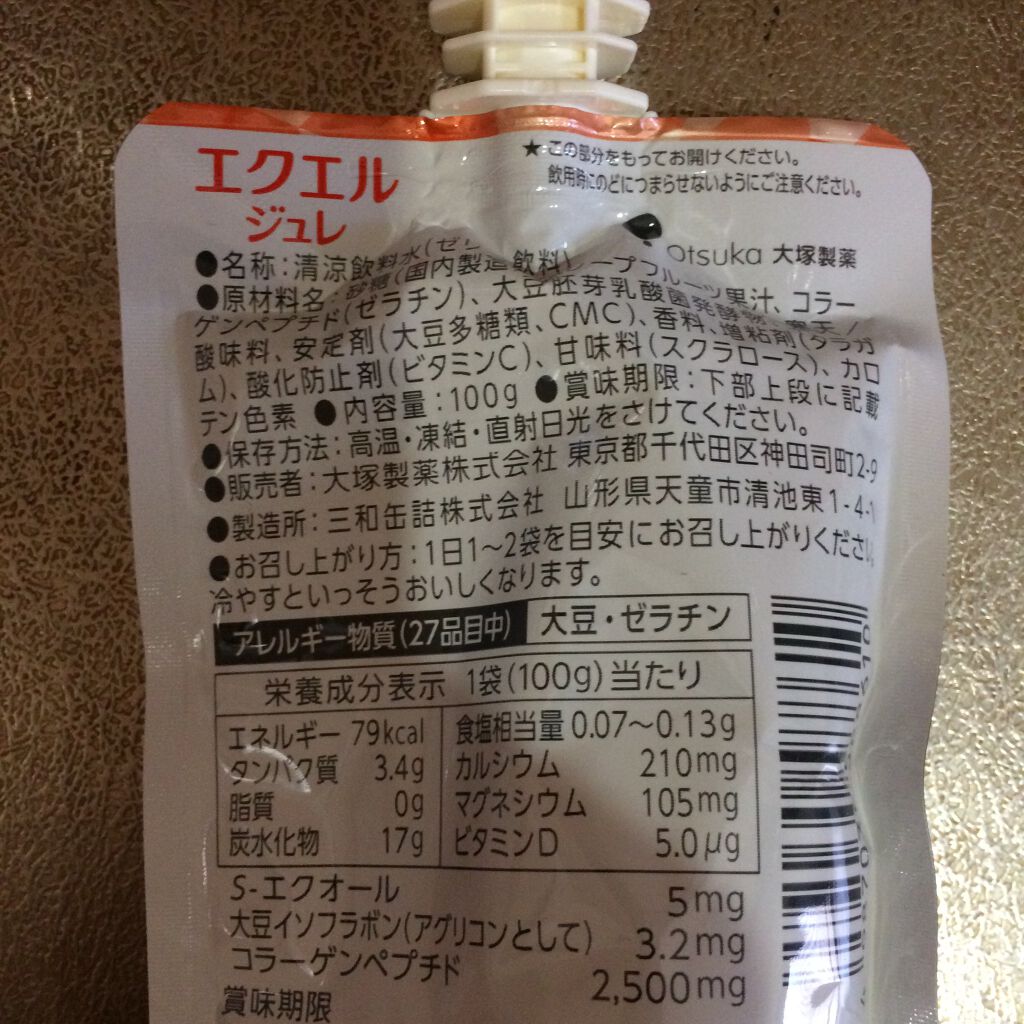 ★この部分をもってお開けください。
飲用時にのどにつまらせないようにご注意ください。
エクエル
ジュレ
Otsuka 大塚製薬
●名称：清涼飲料水(ゼリ
●原材料名：砂糖(国内製造 飲料) ープフルーツ果汁、コラー
ゲンペプチド(ゼラチン)、大豆胚芽乳酸菌発酵物、寒天/
酸味料、安定剤(大豆多糖類、CMC)、香料、増粘剤(タラガ
ム)、酸化防止剤(ビタミンC)、甘味料(スクラロース)、カロ
テン色素 ●内容量：100g ●賞味期限：下部上段に記載
●保存方法：高温・凍結・直射日光をさけてください。
●販売者：大塚製薬株式会社 東京都千代田区神田司町2-9
●製造所：三和缶詰株式会社 山形県天童市清池東1-4-1
●お召し上がり方：1日1～2袋を目安にお召し上がりください。
冷やすといっそうおいしくなります。
アレルギー物質(27品目中) 大豆・ゼラチン
栄養成分表示 1袋(100g)当たり
エネルギー 79kcal 食塩相当量 0.07～0.13g
タンパク質 3.4g カルシウム 210mg
脂質 0g マグネシウム 105mg
炭水化物 17g ビタミンD 5.0μg
S-エクオール 5mg
大豆イソフラボン(アグリコンとして) 3.2mg
コラーゲンペプチド 2,500mg
賞味期限